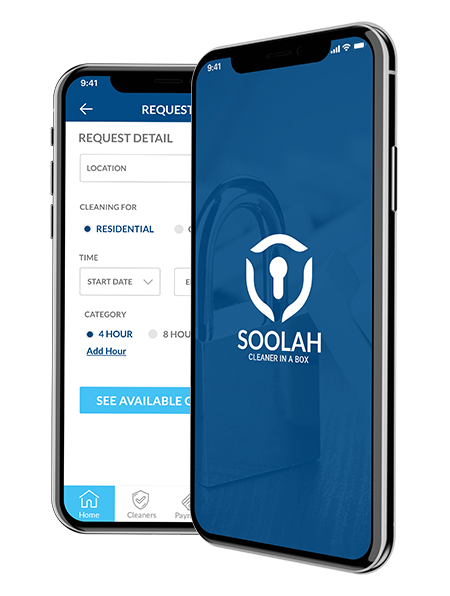 9:41
REQUEST
REQUEST DETAIL
LOCATION
CLEANING FOR
RESIDENTIAL
TIME
START DATE
CATEGORY
4 HOUR
8 HOU
Add Hour
SEE AVAILABLE
Home
Cleaners
9:41
SOOLAH
CLEANER IN A BOX